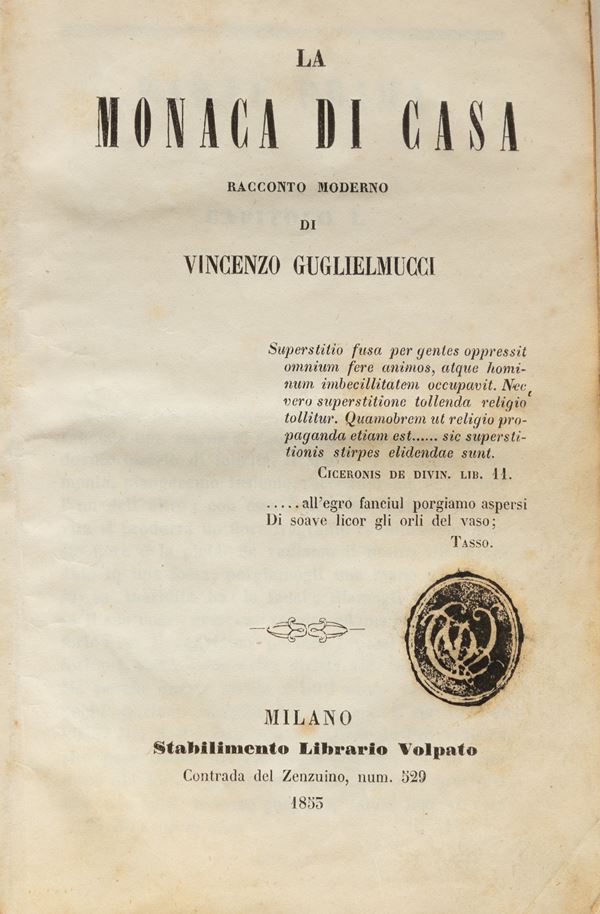 LA
MONACA DI CASA
RACCONTO MODERNO
DI
VINCENZO GUGLIELMUCCI
Superstitio fusa per gentes oppressit
omnium fere animos, atque homi-
num imbecillitatem occupavit. Nec
vero superstitione tollenda religio
tollitur. Quamobrem ut religio pro-
paganda etiam est...... sic supersti-
tionis stirpes elidendae sunt.
CICERONIS DE DIVIN. LIB. 11.
.....all'egro fanciul porgiamo aspersi
Di soave licor gli orli del vaso;
TASSO.
MILANO
Stabilimento Librario Volpato
Contrada del Zenzuino, num. 529
1855